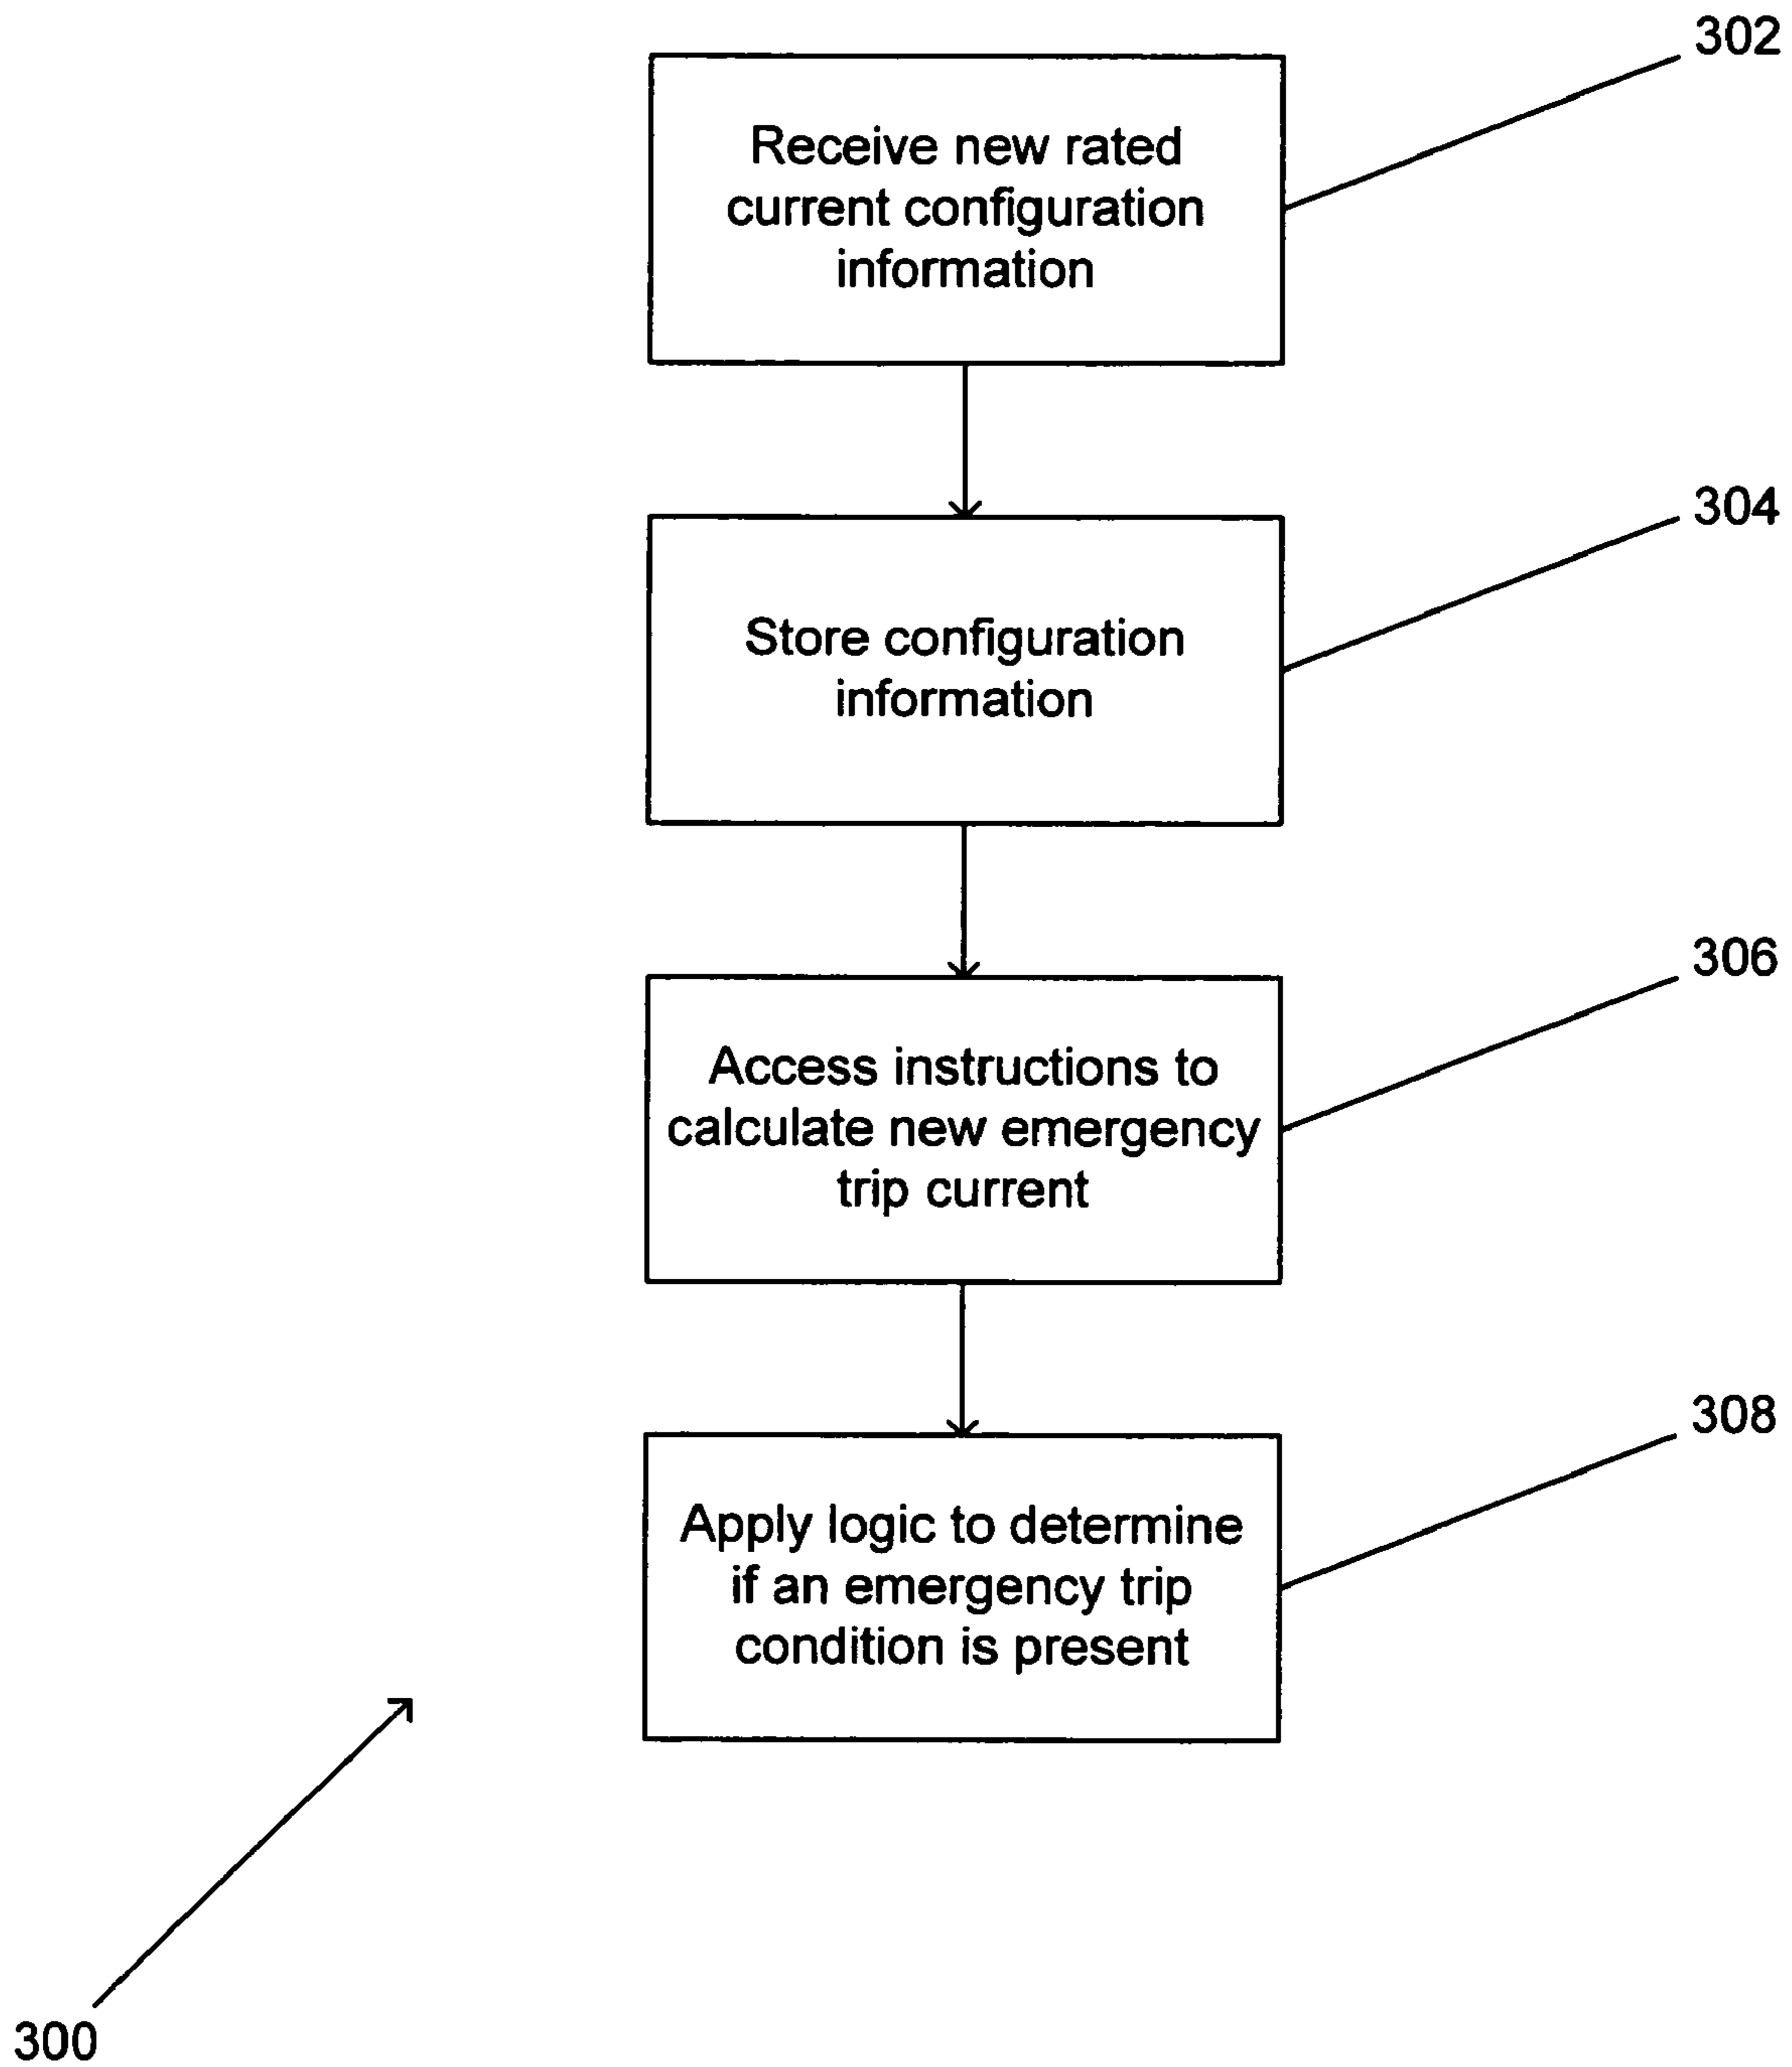 302
Receive new rated
current configuration
information
304
Store configuration
information
306
Access instructions to
calculate new emergency
trip current
308
Apply logic to determine
if an emergency trip
condition is present
300